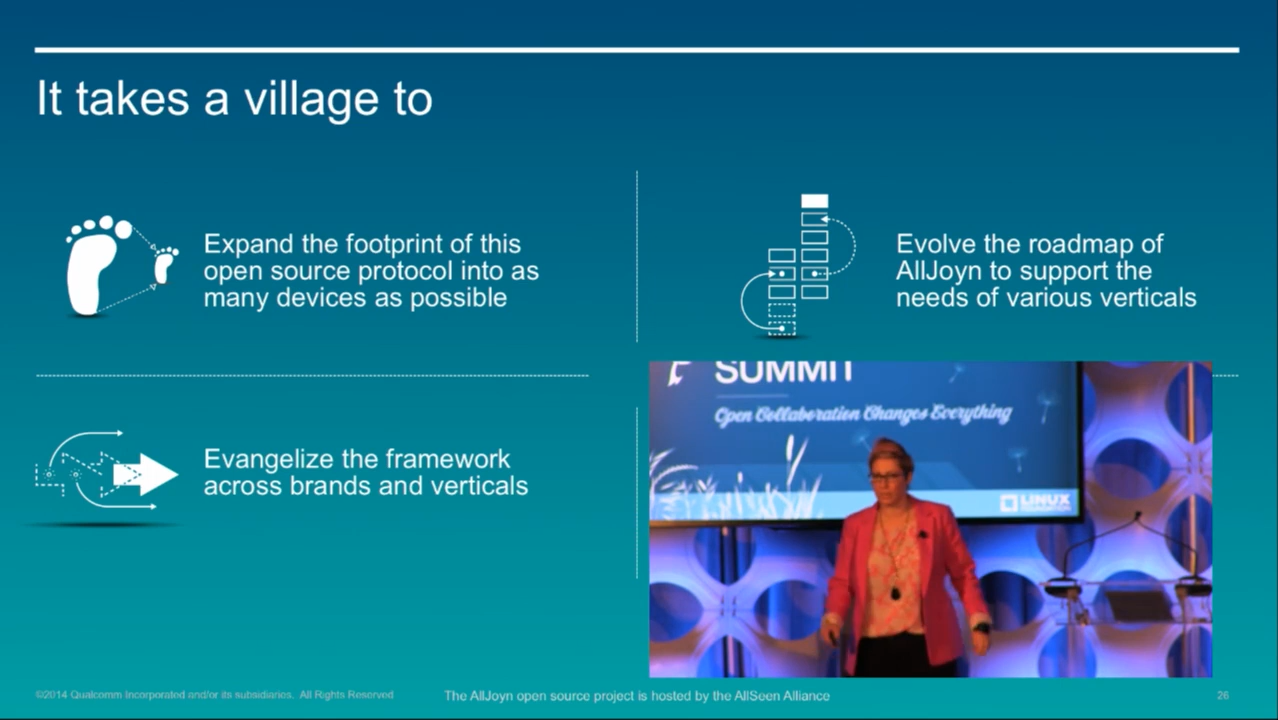 It takes a village to
Expand the footprint of this
open source protocol into as
many devices as possible
Evolve the roadmap of
AllJoyn to support the
needs of various verticals
Evangelize the framework
across brands and verticals
SUMMIT
Open Collaboration Changes Everything
LINUX
FOUNDATION
©2014 Qualcomm Incorporated and/or its subsidiaries. All Rights Reserved
The AllJoyn open source project is hosted by the AllSeen Alliance
26